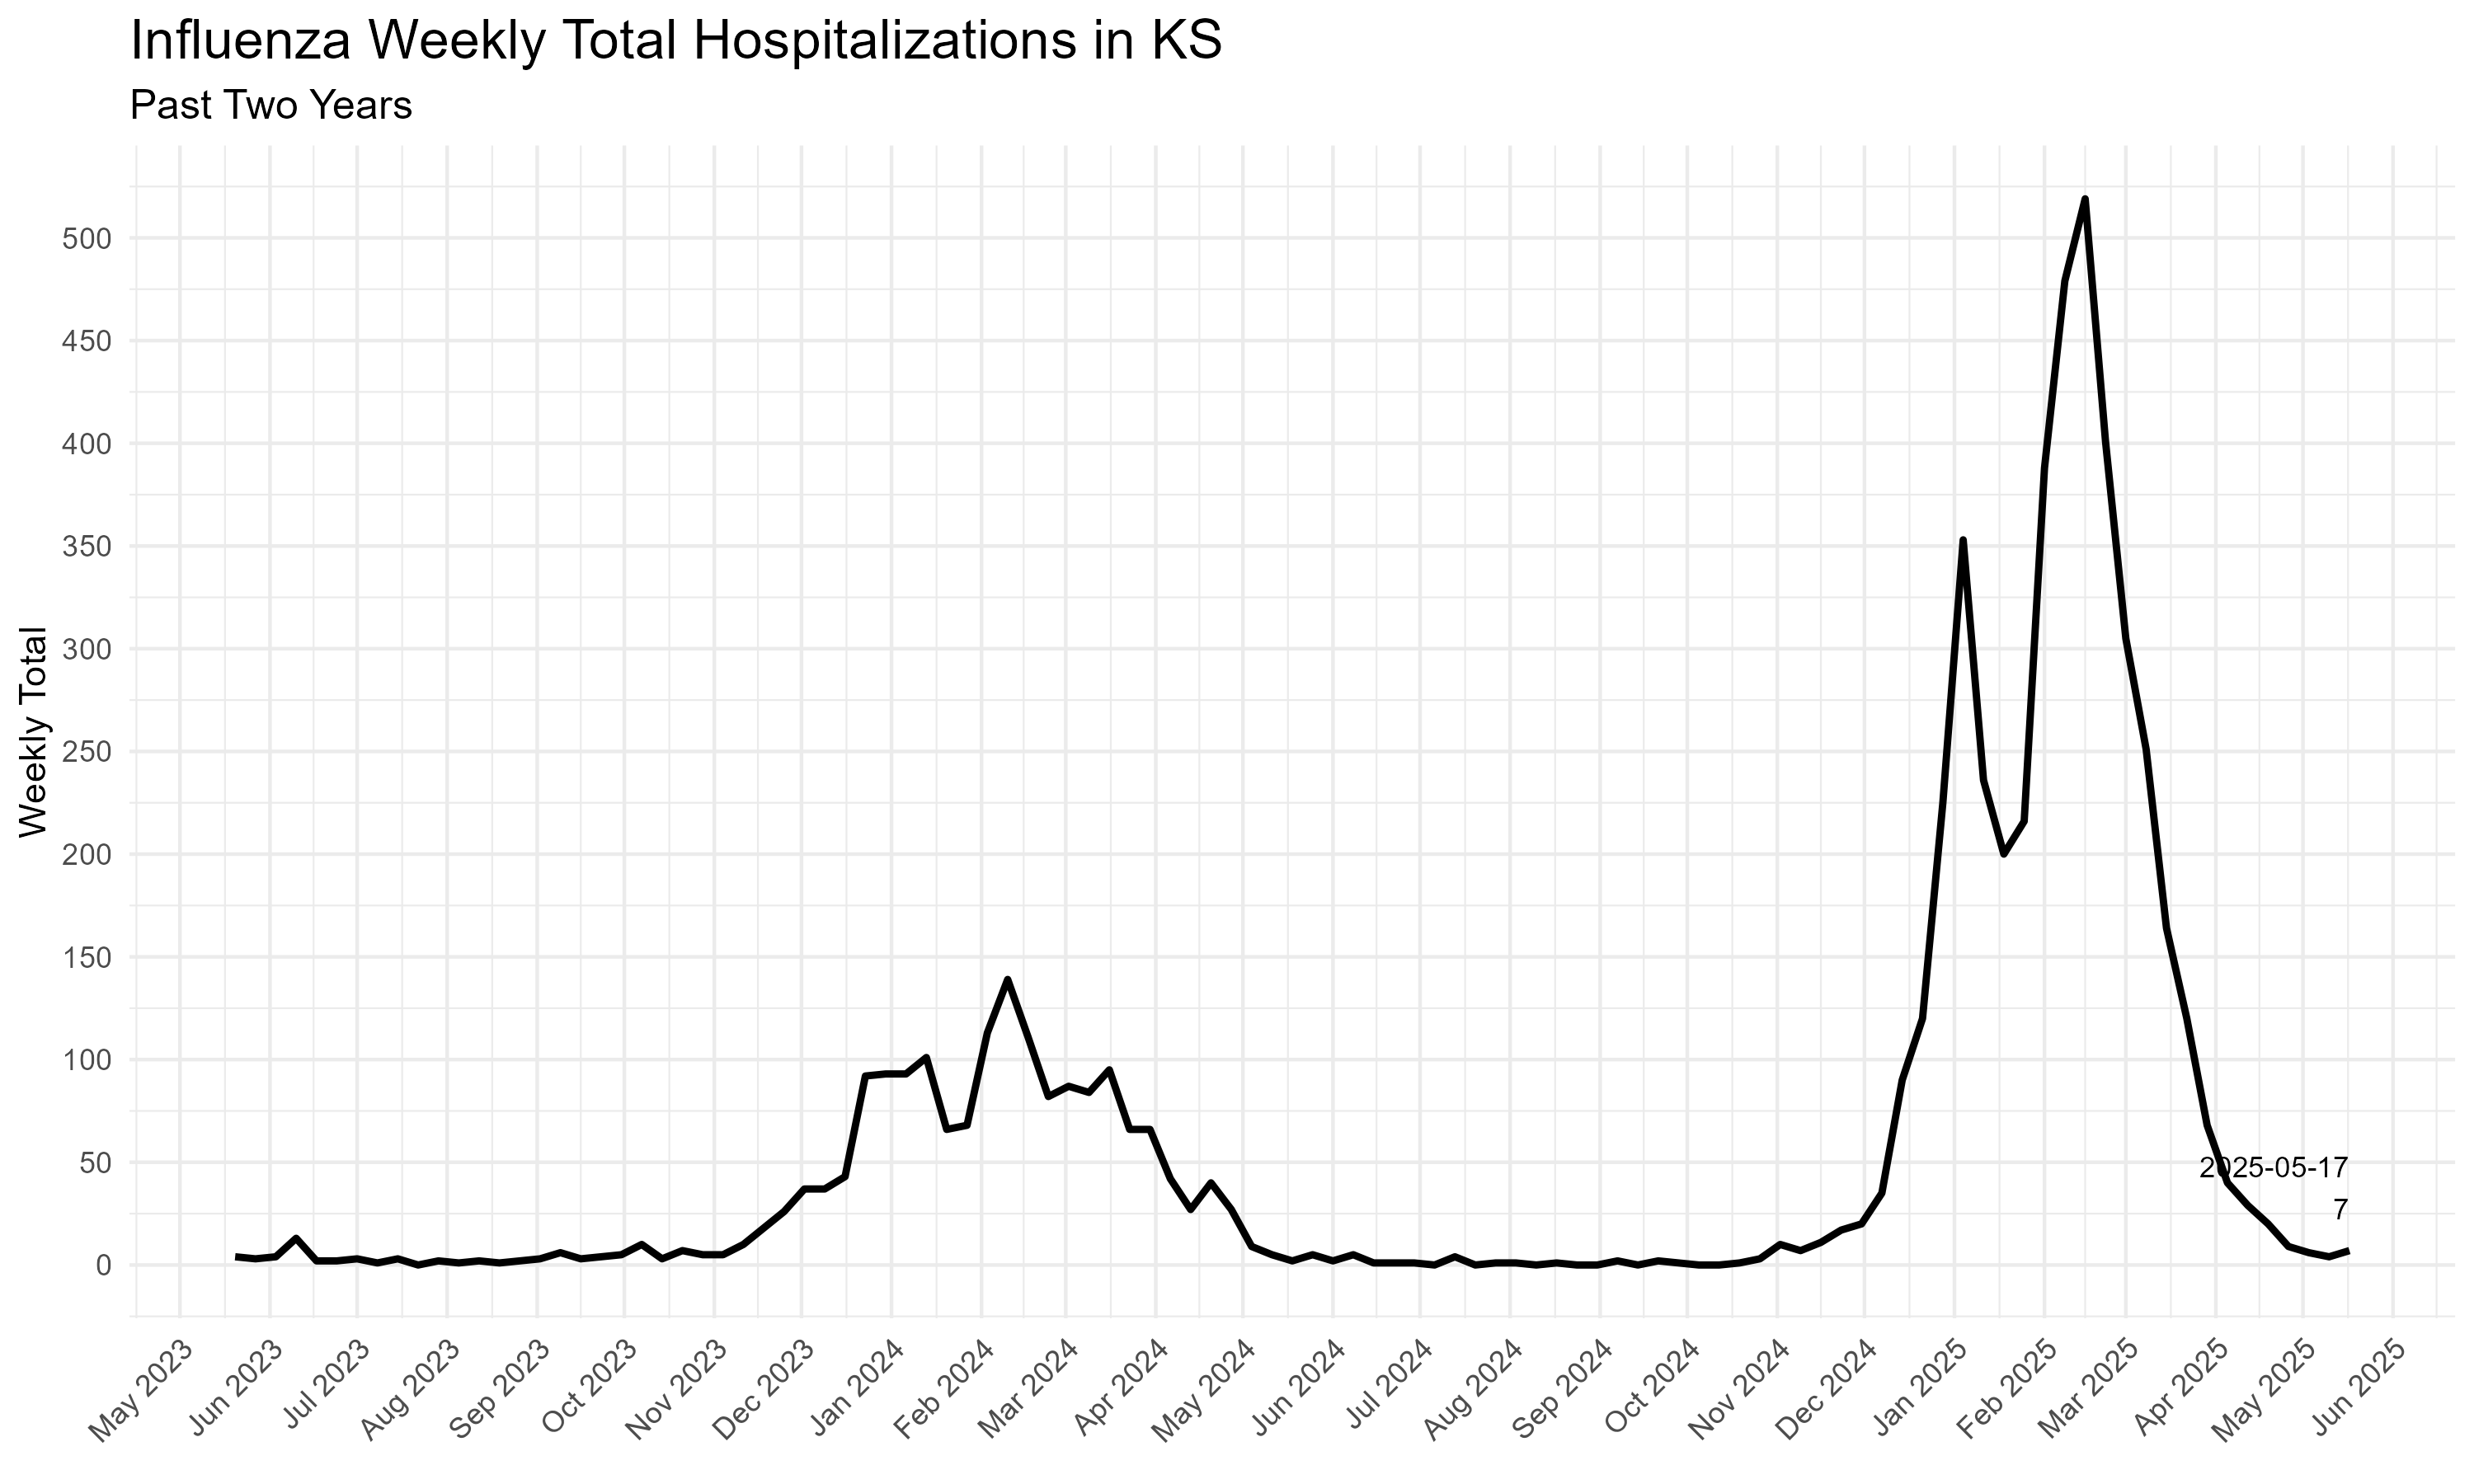 Influenza Weekly Total Hospitalizations in KS
Past Two Years
Weekly Total
500
450
400
350
300
250
200
150
100
50
0
2025-05-17
7
May 2023
Jun 2023
Jul 2023
Aug 2023
Sep 2023
Oct 2023
Nov 2023
Dec 2023
Jan 2024
Feb 2024
Mar 2024
Apr 2024
May 2024
Jun 2024
Jul 2024
Aug 2024
Sep 2024
Oct 2024
Nov 2024
Dec 2024
Jan 2025
Feb 2025
Mar 2025
Apr 2025
May 2025
Jun 2025